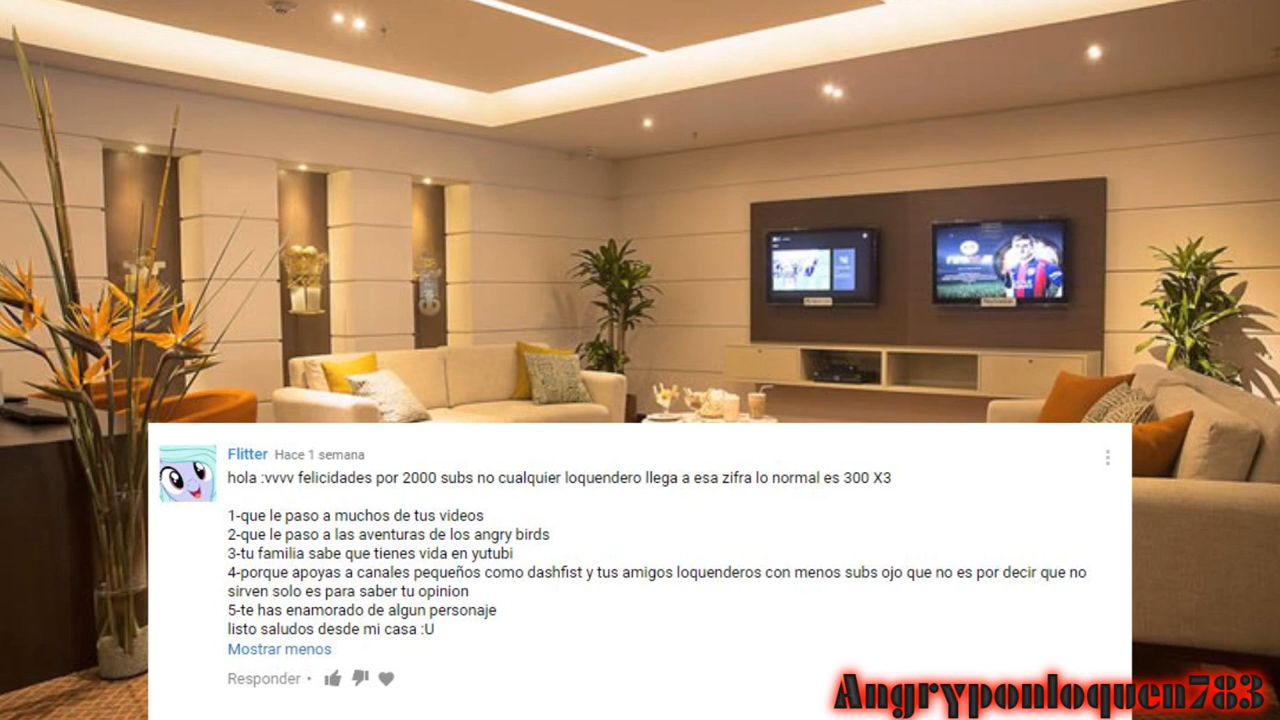 Flitter Hace 1 semana
hola :vvvv felicidades por 2000 subs no cualquier loquendero llega a esa zifra lo normal es 300 X3
1-que le paso a muchos de tus videos
2-que le paso a las aventuras de los angry birds
3-tu familia sabe que tienes vida en yutubi
4-porque apoyas a canales pequeños como dashfist y tus amigos loquenderos con menos subs ojo que no es por decir que no
sirven solo es para saber tu opinion
5-te has enamorado de algun personaje
listo saludos desde mi casa :U
Mostrar menos
Responder •
Angryponloquen783